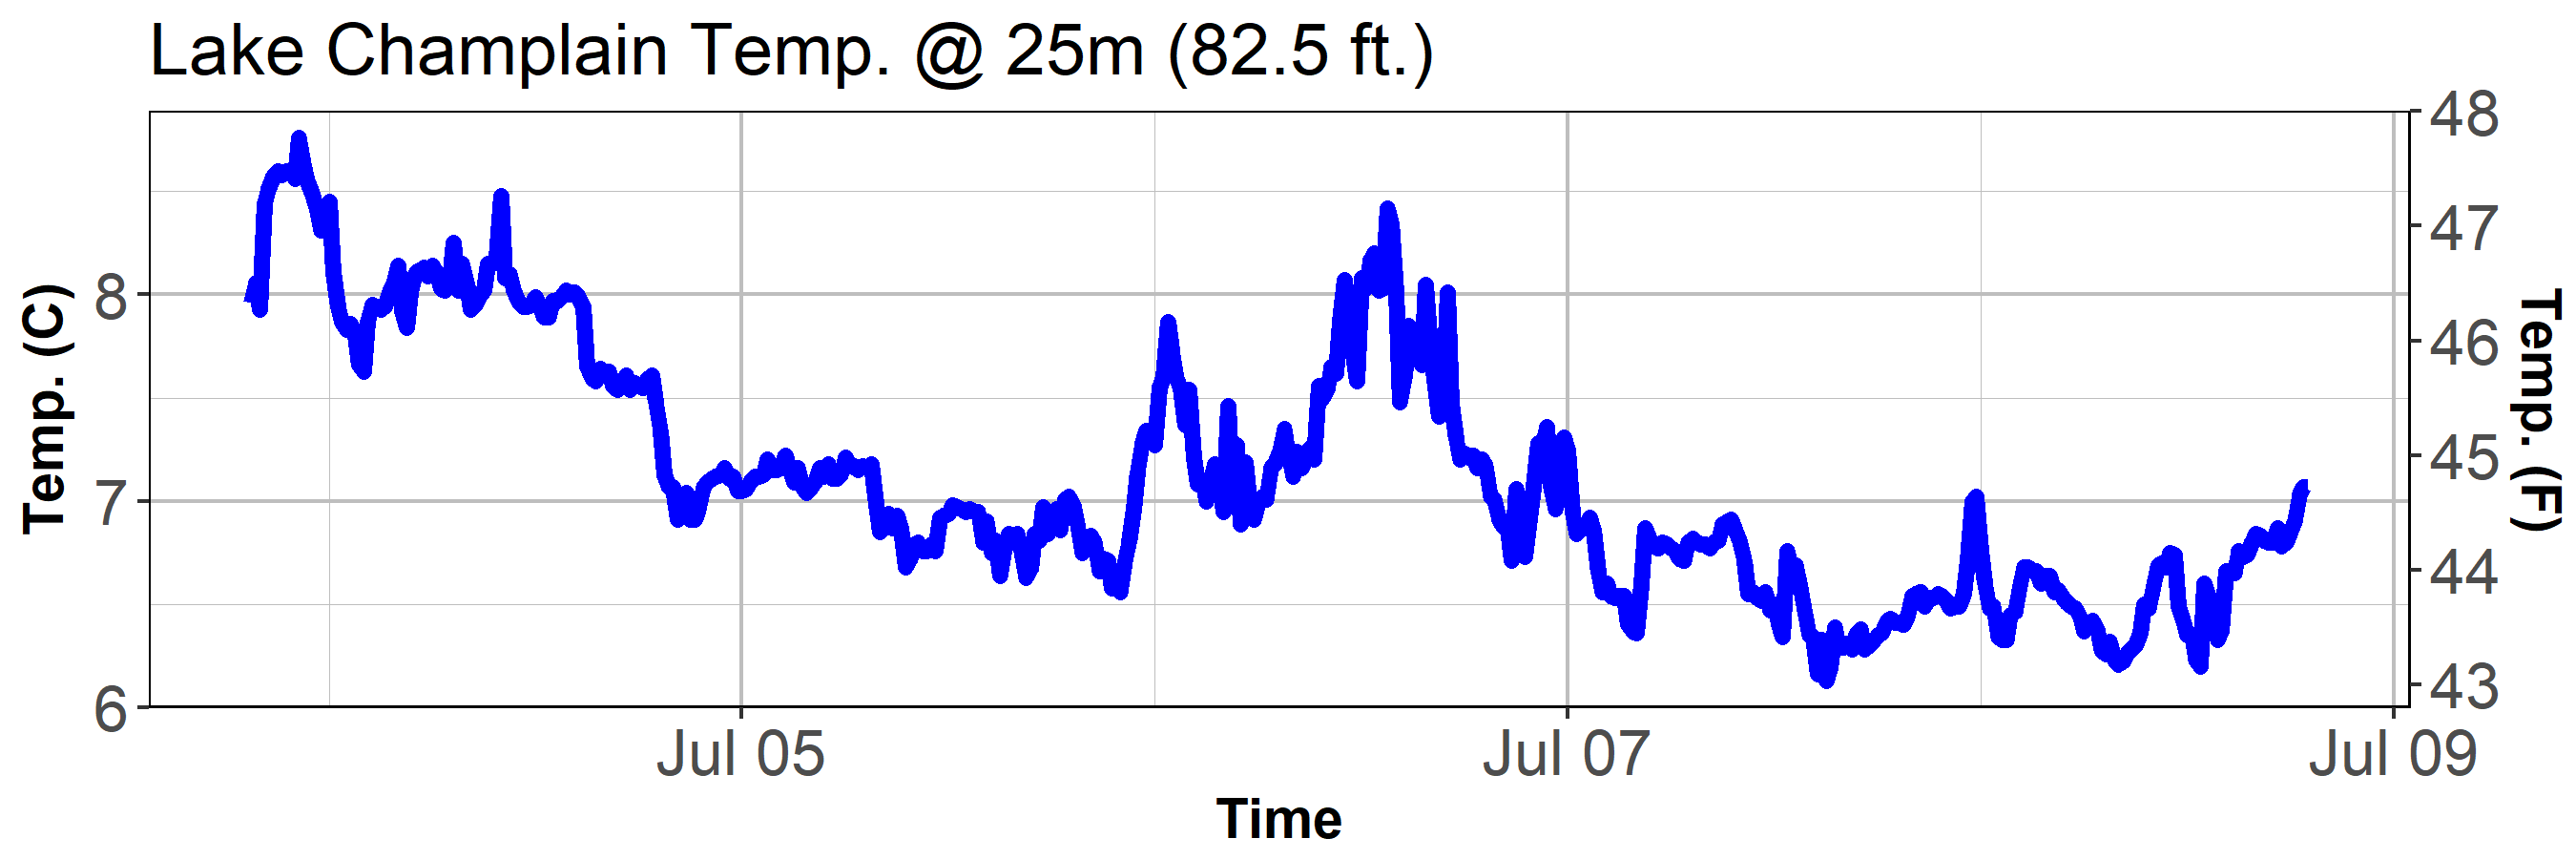 Lake Champlain Temp. @ 25m (82.5 ft.)
Temp. (C)
8
7
6
48
47
46
45
44
43
Temp. (F)
Jul 05 Jul 07 Jul 09
Time